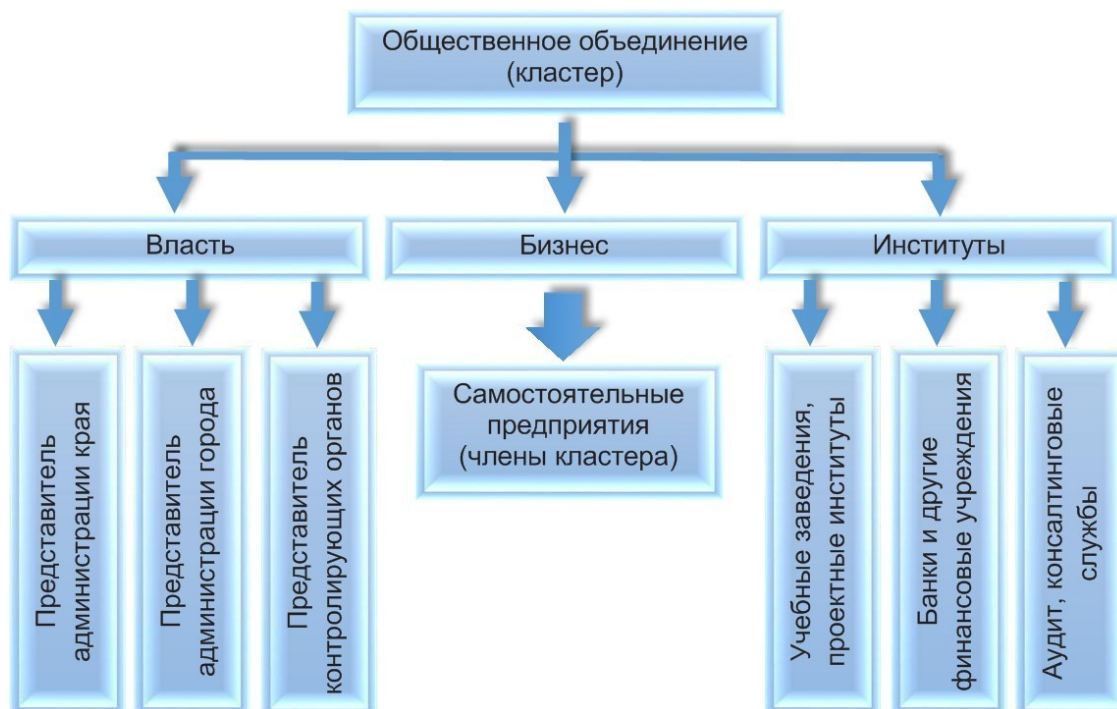 Общественное объединение
(кластер)
Власть
Бизнес
Институты
Представитель
администрации края
Представитель
администрации города
Представитель
контролирующих органов
Самостоятельные
предприятия
(члены кластера)
Учебные заведения,
проектные институты
Банки и другие
финансовые учреждения
Аудит, консалтинговые
службы